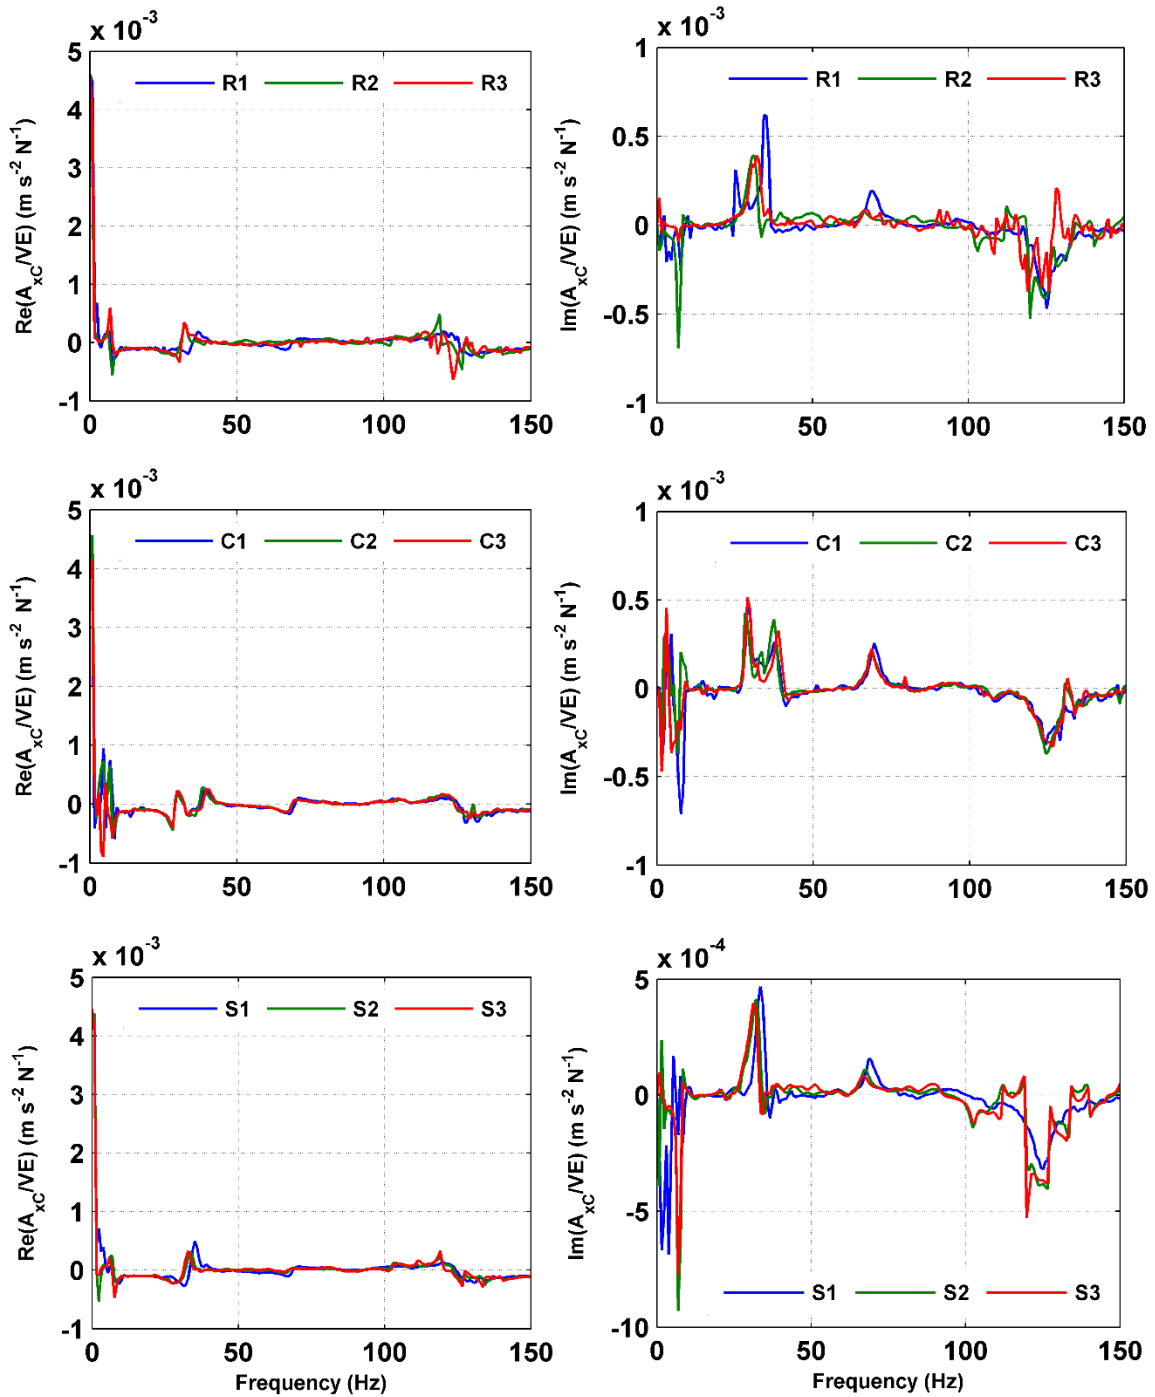 x 10^-3
5
4
3
2
1
0
-1
Re(A_xC/VE) (m s^-2 N^-1)
R1 R2 R3
0 50 100 150
x 10^-3
1
0.5
0
-0.5
-1
Im(A_xC/VE) (m s^-2 N^-1)
R1 R2 R3
0 50 100 150
x 10^-3
5
4
3
2
1
0
-1
Re(A_xC/VE) (m s^-2 N^-1)
C1 C2 C3
0 50 100 150
x 10^-3
1
0.5
0
-0.5
-1
Im(A_xC/VE) (m s^-2 N^-1)
C1 C2 C3
0 50 100 150
x 10^-3
5
4
3
2
1
0
-1
Re(A_xC/VE) (m s^-2 N^-1)
S1 S2 S3
0 50 100 150
Frequency (Hz)
x 10^-4
5
0
-5
-10
Im(A_xC/VE) (m s^-2 N^-1)
S1 S2 S3
0 50 100 150
Frequency (Hz)